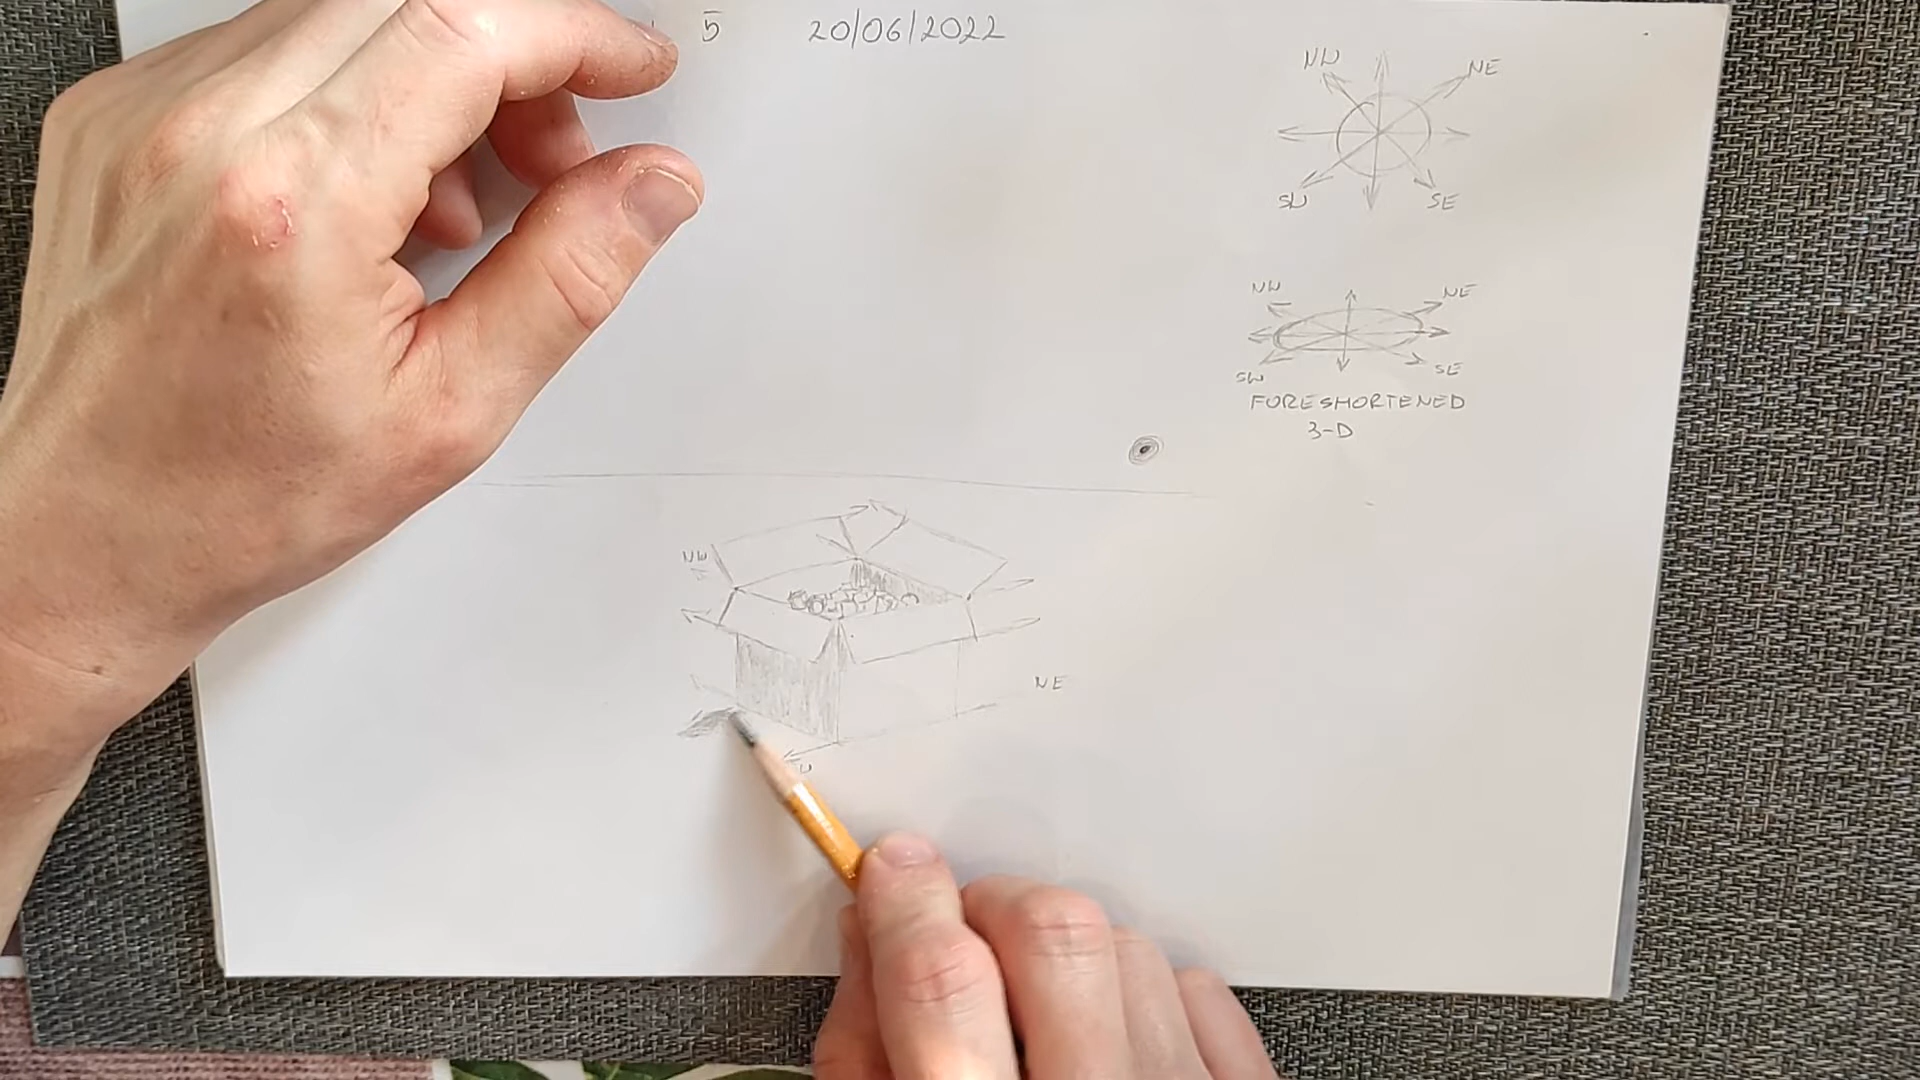 5 20/06/2022
NW NE
SW SE
NW NE
SW SE
FORESHORTENED
3-D
NW
NE